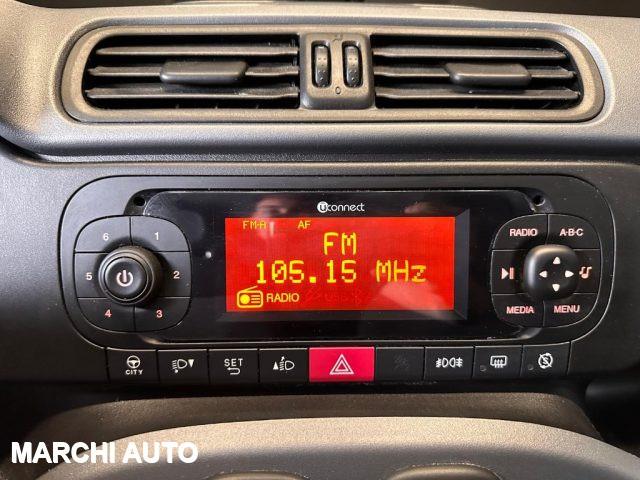 0
Uconnect
FM-A AF
FM
105.15 MHz
RADIO
6 1
5 2
4 3
RADIO A·B·C
MEDIA MENU
CITY
SET
MARCHI AUTO